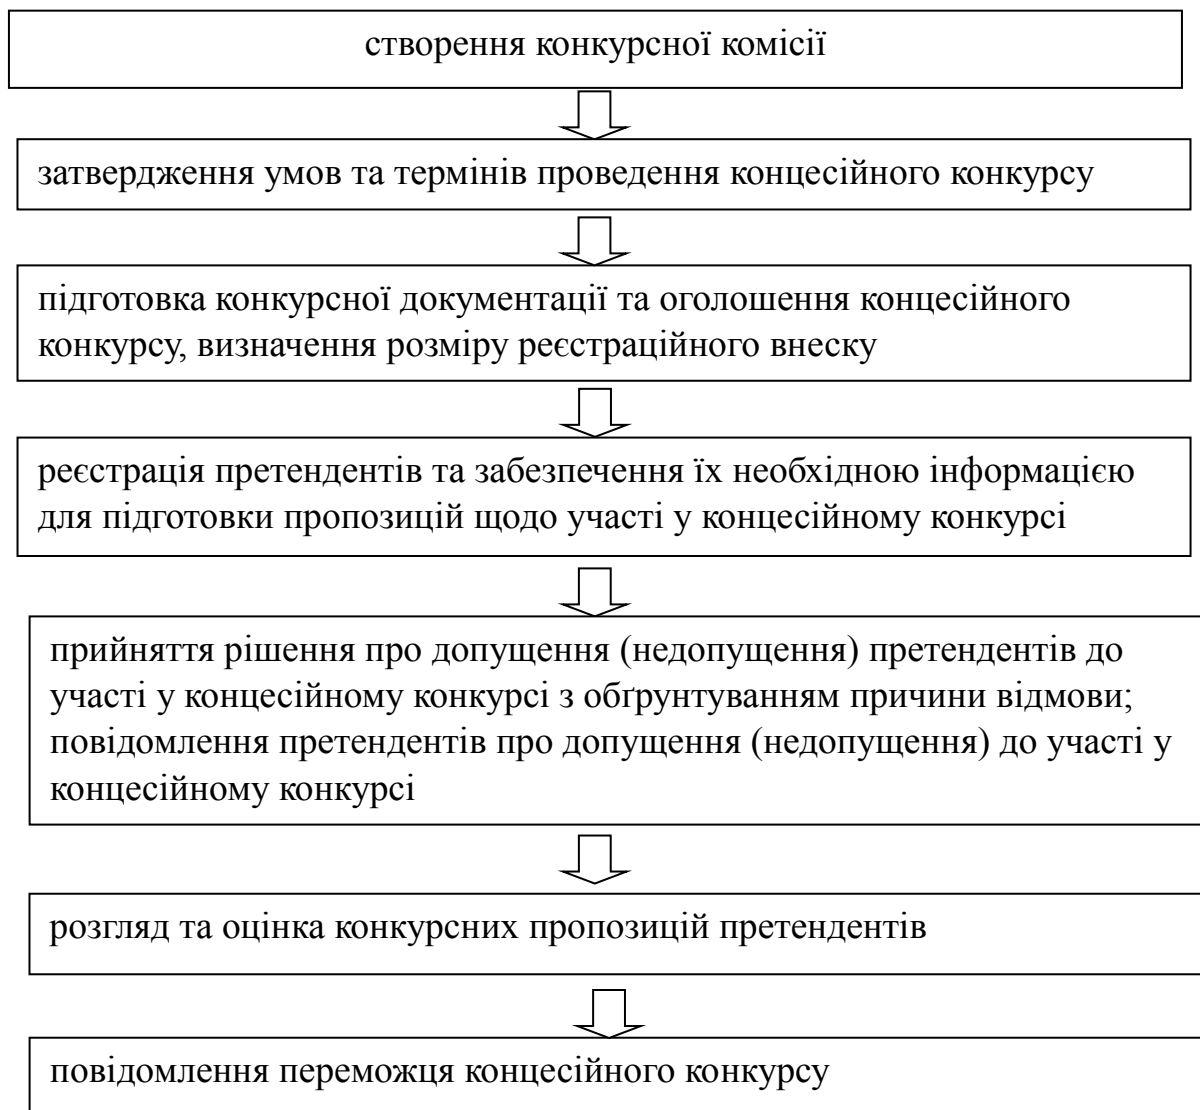 створення конкурсної комісії
затвердження умов та термінів проведення концесійного конкурсу
підготовка конкурсної документації та оголошення концесійного
конкурсу, визначення розміру реєстраційного внеску
реєстрація претендентів та забезпечення їх необхідною інформацією
для підготовки пропозицій щодо участі у концесійному конкурсі
прийняття рішення про допущення (недопущення) претендентів до
участі у концесійному конкурсі з обґрунтуванням причини відмови;
повідомлення претендентів про допущення (недопущення) до участі у
концесійному конкурсі
розгляд та оцінка конкурсних пропозицій претендентів
повідомлення переможця концесійного конкурсу